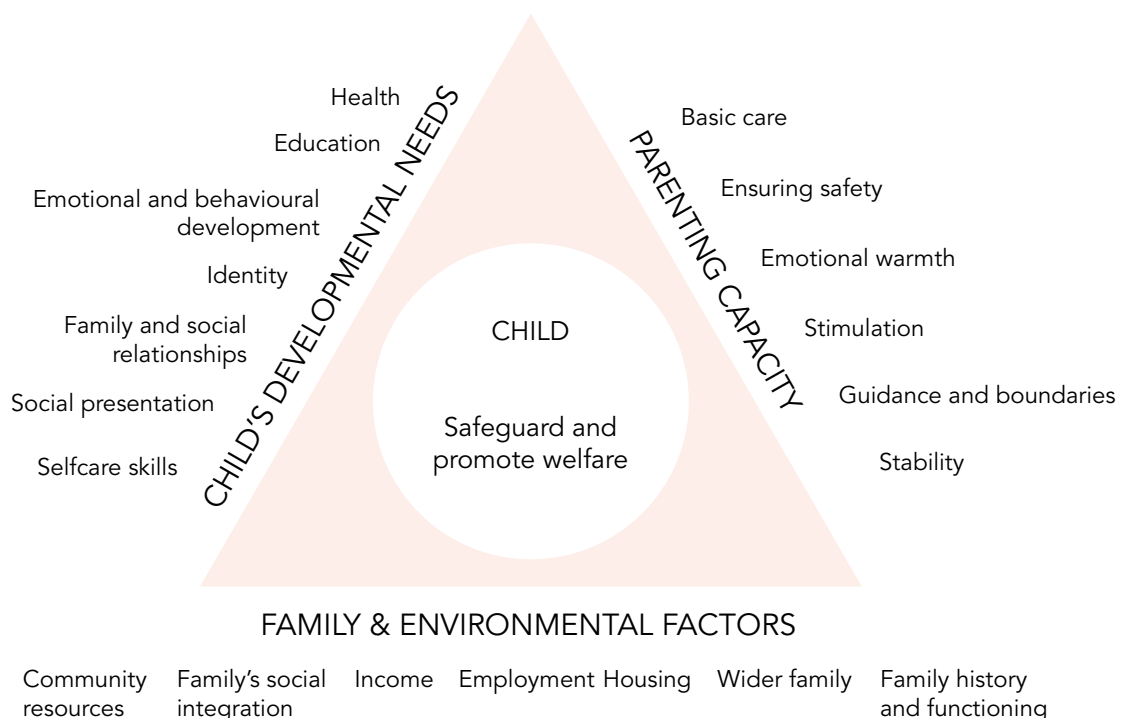 Health
Education
Emotional and behavioural
development
Identity
Family and social
relationships
Social presentation
Selfcare skills
CHILD'S DEVELOPMENTAL NEEDS
CHILD
Safeguard and
promote welfare
PARENTING CAPACITY
Basic care
Ensuring safety
Emotional warmth
Stimulation
Guidance and boundaries
Stability
FAMILY & ENVIRONMENTAL FACTORS
Community
resources
Family's social
integration
Income
Employment
Housing
Wider family
Family history
and functioning